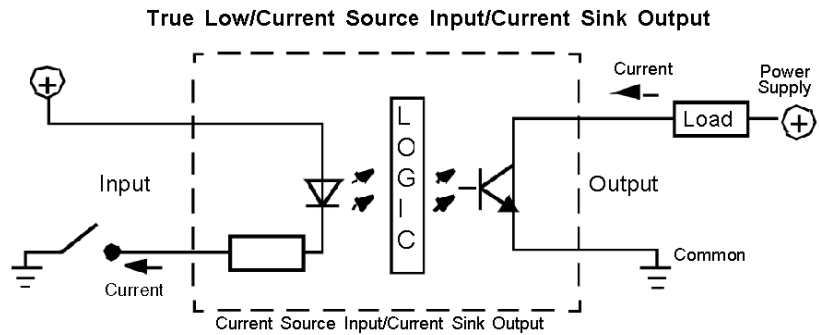 True Low/Current Source Input/Current Sink Output
Current
Power
Supply
Load
LOGIC
Input
Output
Common
Current
Current Source Input/Current Sink Output